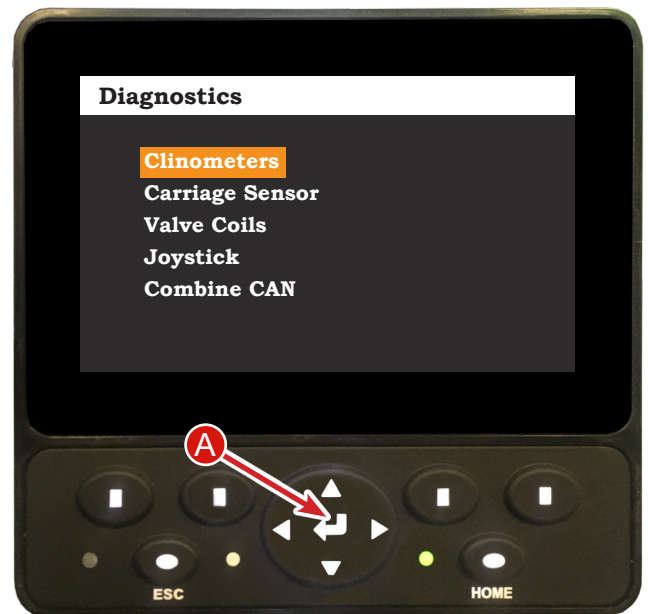 Diagnostics
Clinometers
Carriage Sensor
Valve Coils
Joystick
Combine CAN
A
ESC
HOME